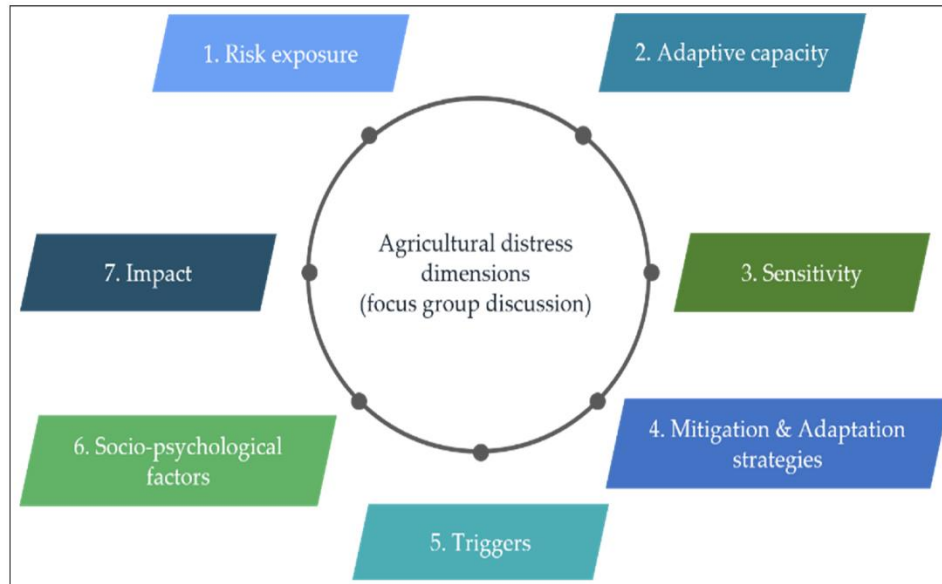 1. Risk exposure
2. Adaptive capacity
Agricultural distress
dimensions
(focus group discussion)
7. Impact
3. Sensitivity
6. Socio-psychological
factors
4. Mitigation & Adaptation
strategies
5. Triggers